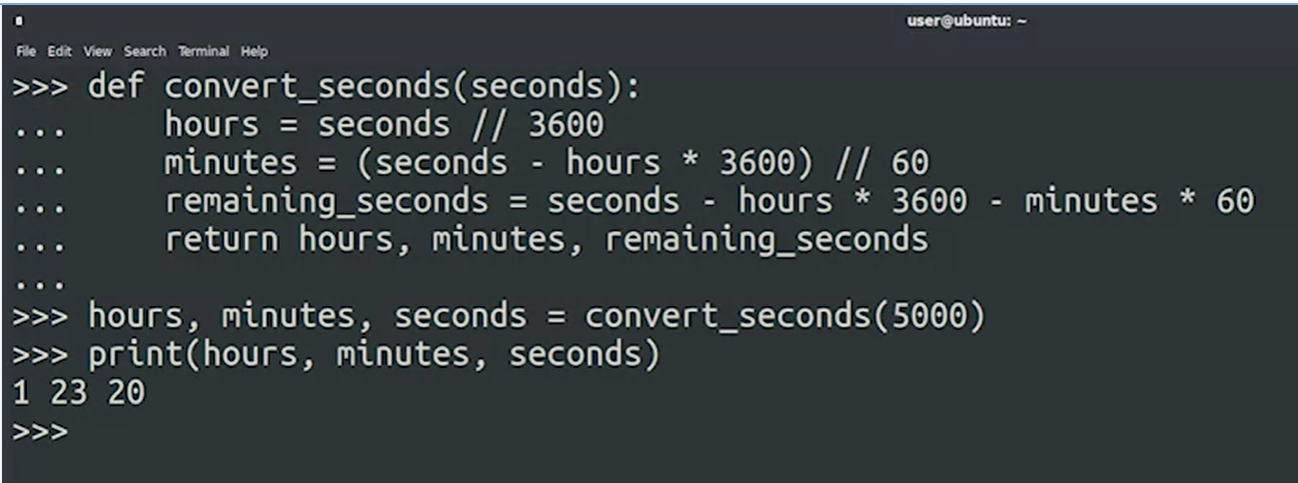 user@ubuntu: ~
File Edit View Search Terminal Help
>>> def convert_seconds(seconds):
...     hours = seconds // 3600
...     minutes = (seconds - hours * 3600) // 60
...     remaining_seconds = seconds - hours * 3600 - minutes * 60
...     return hours, minutes, remaining_seconds
...
>>> hours, minutes, seconds = convert_seconds(5000)
>>> print(hours, minutes, seconds)
1 23 20
>>>